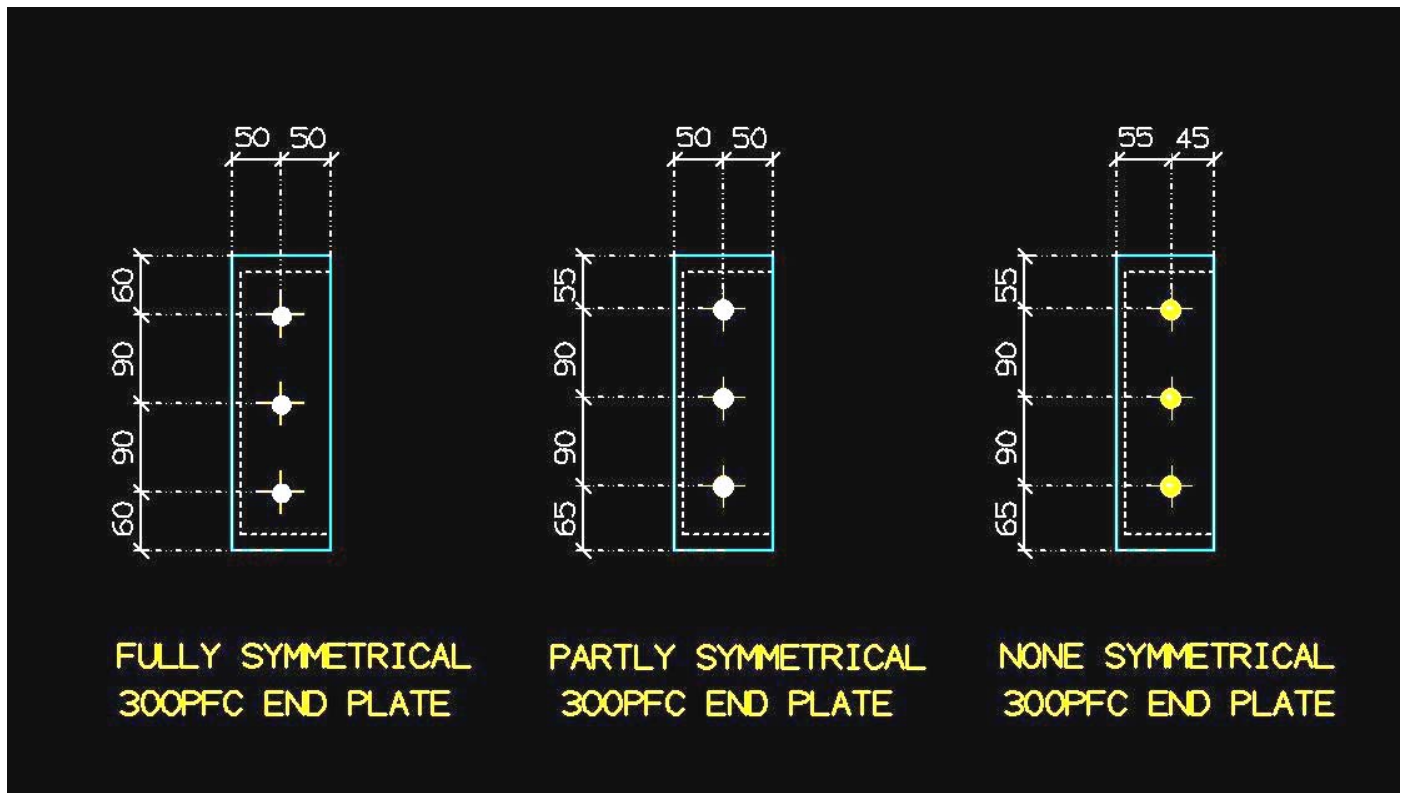 50 50
60
90
90
60
FULLY SYMMETRICAL
300PFC END PLATE
50 50
55
90
90
65
PARTLY SYMMETRICAL
300PFC END PLATE
55 45
55
90
90
65
NONE SYMMETRICAL
300PFC END PLATE